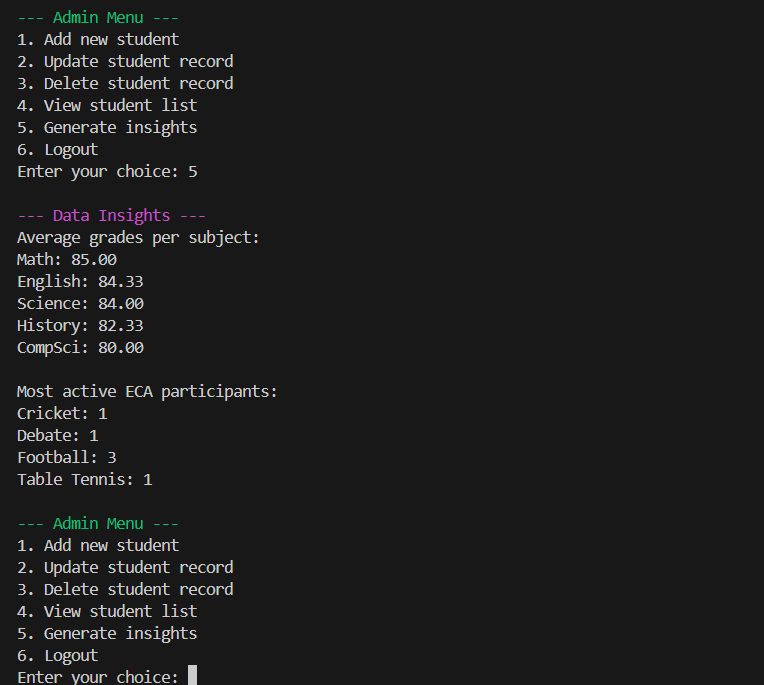 --- Admin Menu ---
1. Add new student
2. Update student record
3. Delete student record
4. View student list
5. Generate insights
6. Logout
Enter your choice: 5
--- Data Insights ---
Average grades per subject:
Math: 85.00
English: 84.33
Science: 84.00
History: 82.33
CompSci: 80.00
Most active ECA participants:
Cricket: 1
Debate: 1
Football: 3
Table Tennis: 1
--- Admin Menu ---
1. Add new student
2. Update student record
3. Delete student record
4. View student list
5. Generate insights
6. Logout
Enter your choice: